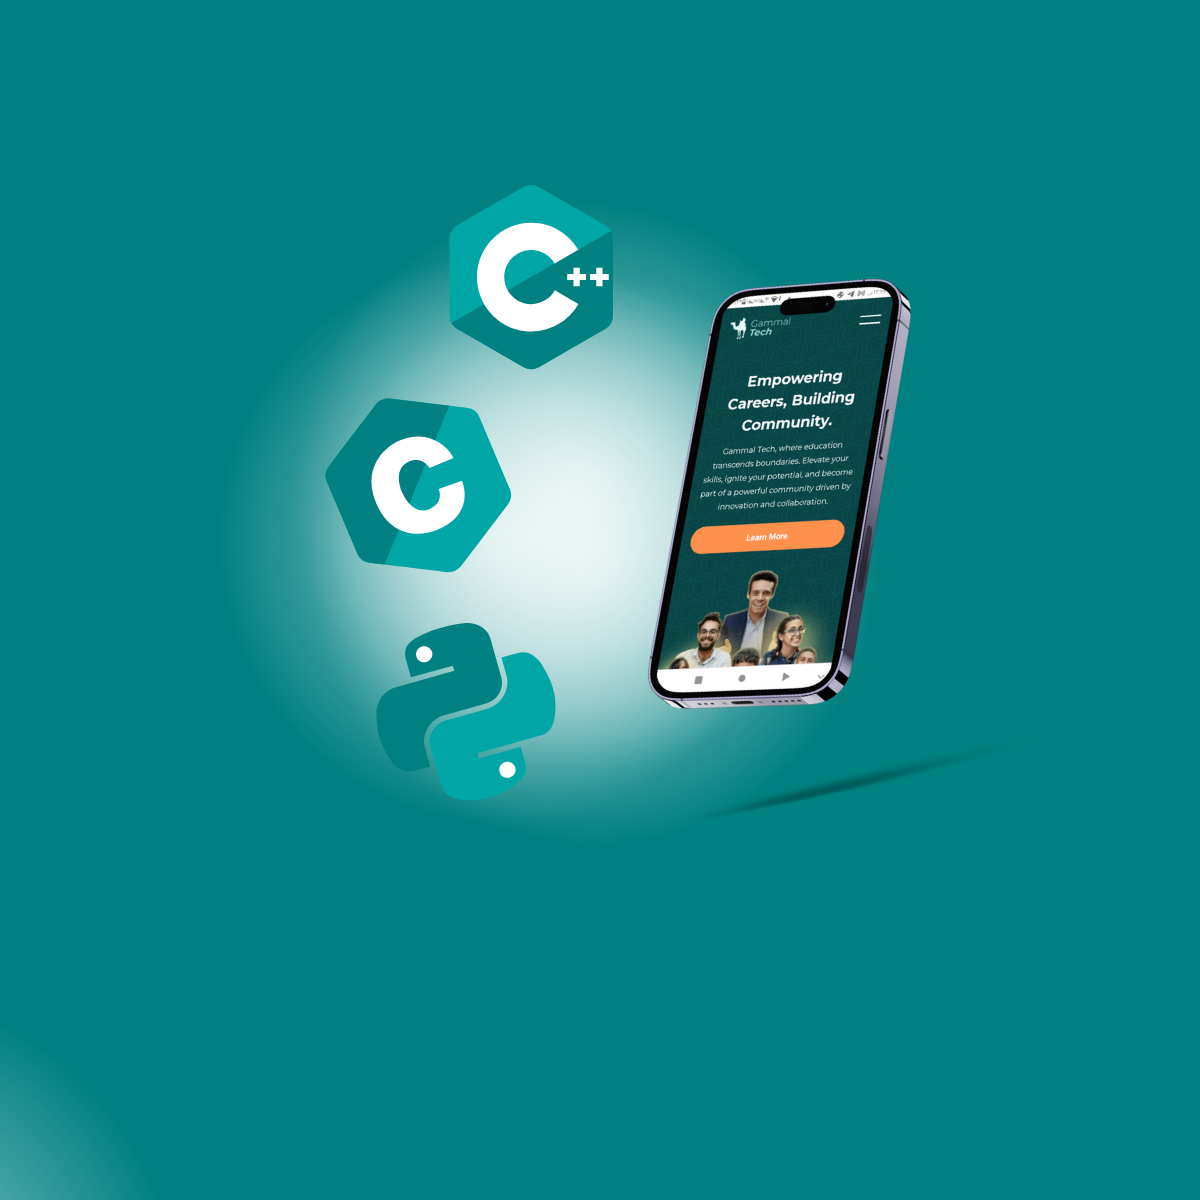 C++
C
Gammal
Tech
Empowering
Careers, Building
Community.
Gammal Tech, where education
transcends boundaries. Elevate your
skills, ignite your potential, and become
part of a powerful community driven by
innovation and collaboration.
Learn More